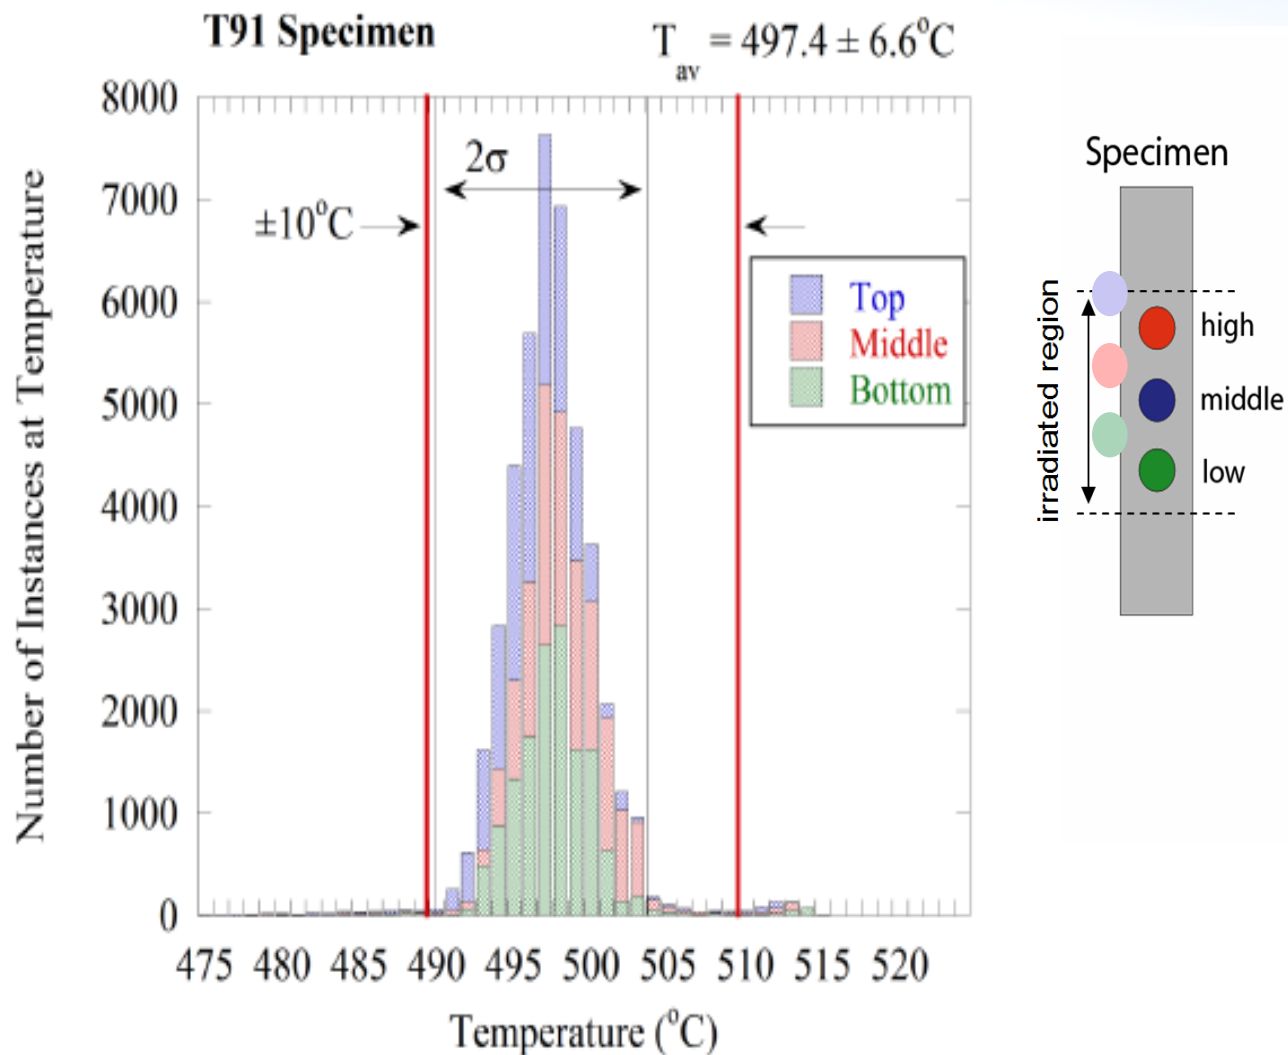 T91 Specimen
T_av = 497.4 ± 6.6°C
Number of Instances at Temperature
8000
7000
6000
5000
4000
3000
2000
1000
0
2σ
±10°C
Top
Middle
Bottom
475 480 485 490 495 500 505 510 515 520
Temperature (°C)
Specimen
irradiated region
high
middle
low